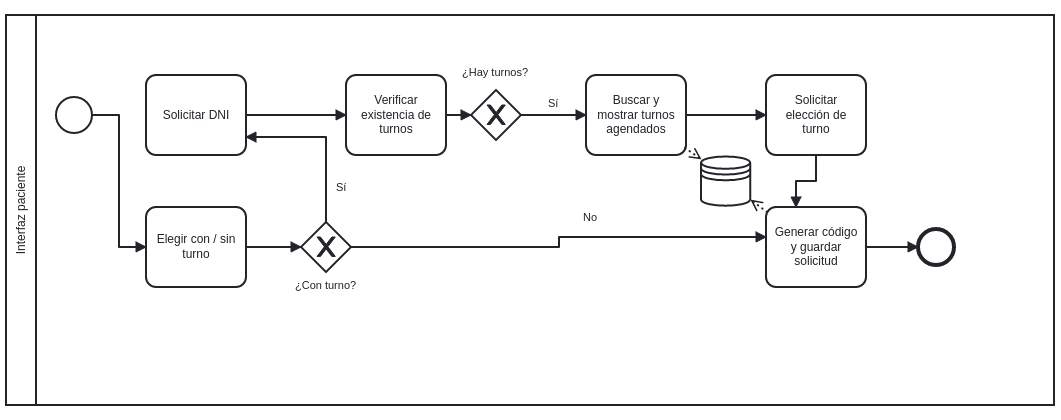 Interfaz paciente
Solicitar DNI
Verificar
existencia de
turnos
¿Hay turnos?
Sí
Buscar y
mostrar turnos
agendados
Solicitar
elección de
turno
Elegir con / sin
turno
¿Con turno?
Sí
No
Generar código
y guardar
solicitud